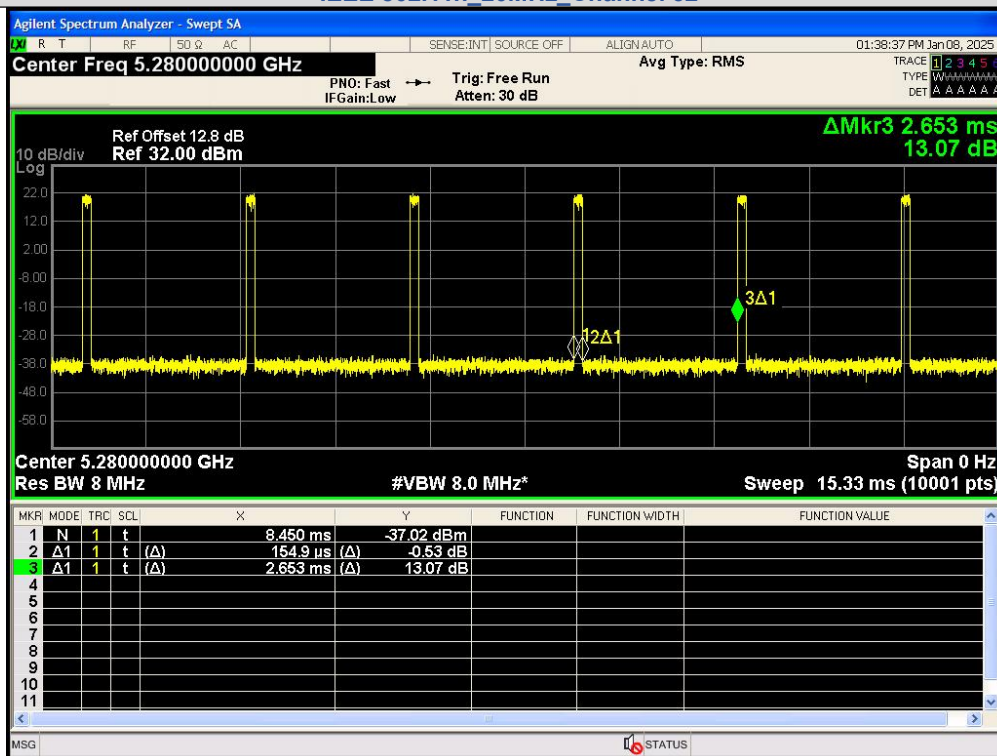 Agilent Spectrum Analyzer - Swept SA
LXI R T RF 50 Ω AC SENSE:INT SOURCE OFF ALIGN AUTO 01:38:37 PM Jan 08, 2025
Center Freq 5.280000000 GHz Avg Type: RMS TRACE 1 2 3 4 5 6
PNO: Fast Trig: Free Run TYPE
IFGain:Low Atten: 30 dB DET A A A A A A
ΔMkr3 2.653 ms
13.07 dB
Ref Offset 12.8 dB
10 dB/div Ref 32.00 dBm
Log
22.0
12.0
2.00
-8.00
-18.0
3Δ1
-28.0
1 2Δ1
-38.0
-48.0
-58.0
Center 5.280000000 GHz Span 0 Hz
Res BW 8 MHz #VBW 8.0 MHz* Sweep 15.33 ms (10001 pts)
MKR MODE TRC SCL X Y FUNCTION FUNCTION WIDTH FUNCTION VALUE
1 N 1 t 8.450 ms -37.02 dBm
2 Δ1 1 t (Δ) 154.9 µs (Δ) -0.53 dB
3 Δ1 1 t (Δ) 2.653 ms (Δ) 13.07 dB
4
5
6
7
8
9
10
11
MSG STATUS